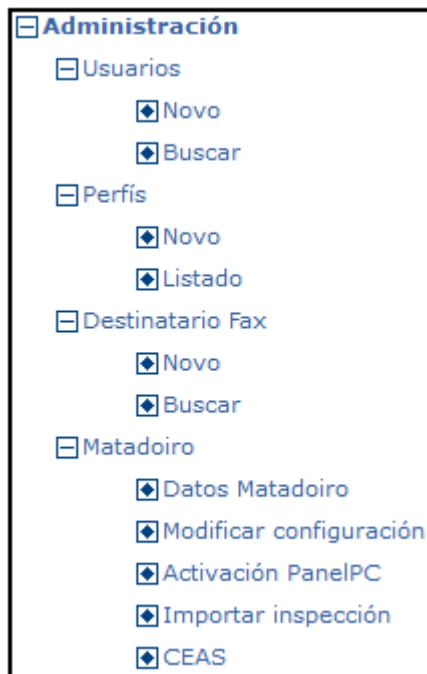 Administración
Usuarios
Novo
Buscar
Perfís
Novo
Listado
Destinatario Fax
Novo
Buscar
Matadoiro
Datos Matadoiro
Modificar configuración
Activación PanelPC
Importar inspección
CEAS